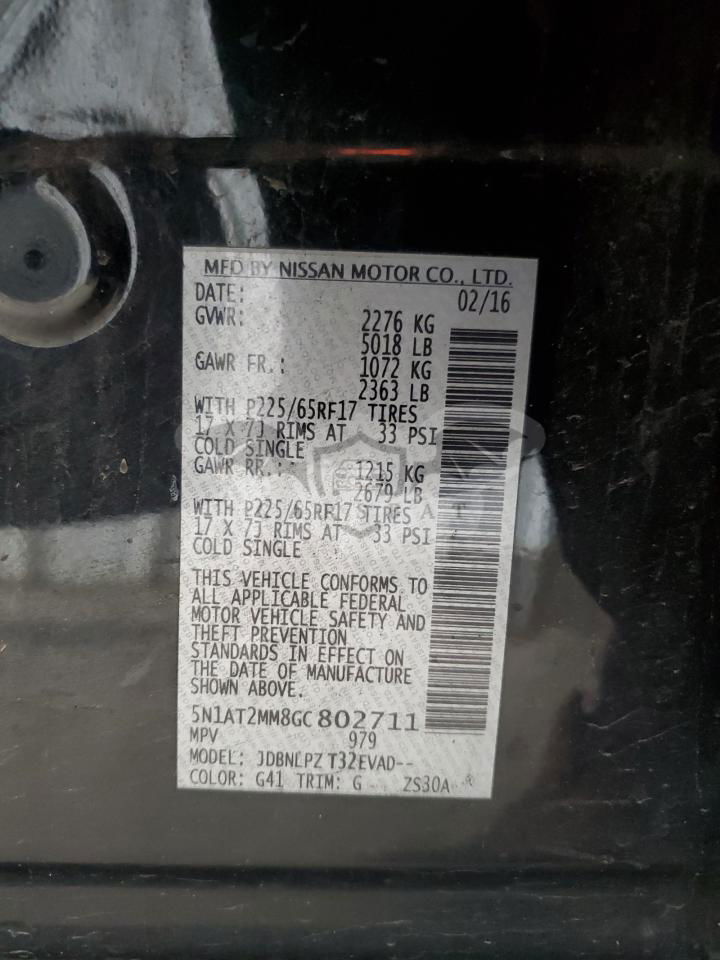 MFD BY NISSAN MOTOR CO., LTD.
DATE: 02/16
GVWR: 2276 KG
5018 LB
GAWR FR.: 1072 KG
2363 LB
WITH P225/65RF17 TIRES
17 X 7J RIMS AT 33 PSI
COLD SINGLE
GAWR RR.: 1215 KG
2679 LB
WITH P225/65RF17 TIRES
17 X 7J RIMS AT 33 PSI
COLD SINGLE
THIS VEHICLE CONFORMS TO
ALL APPLICABLE FEDERAL
MOTOR VEHICLE SAFETY AND
THEFT PREVENTION
STANDARDS IN EFFECT ON
THE DATE OF MANUFACTURE
SHOWN ABOVE.
5N1AT2MM8GC802711
MPV 979
MODEL: JDBNLPZ T32EVAD--
COLOR: G41 TRIM: G ZS30A